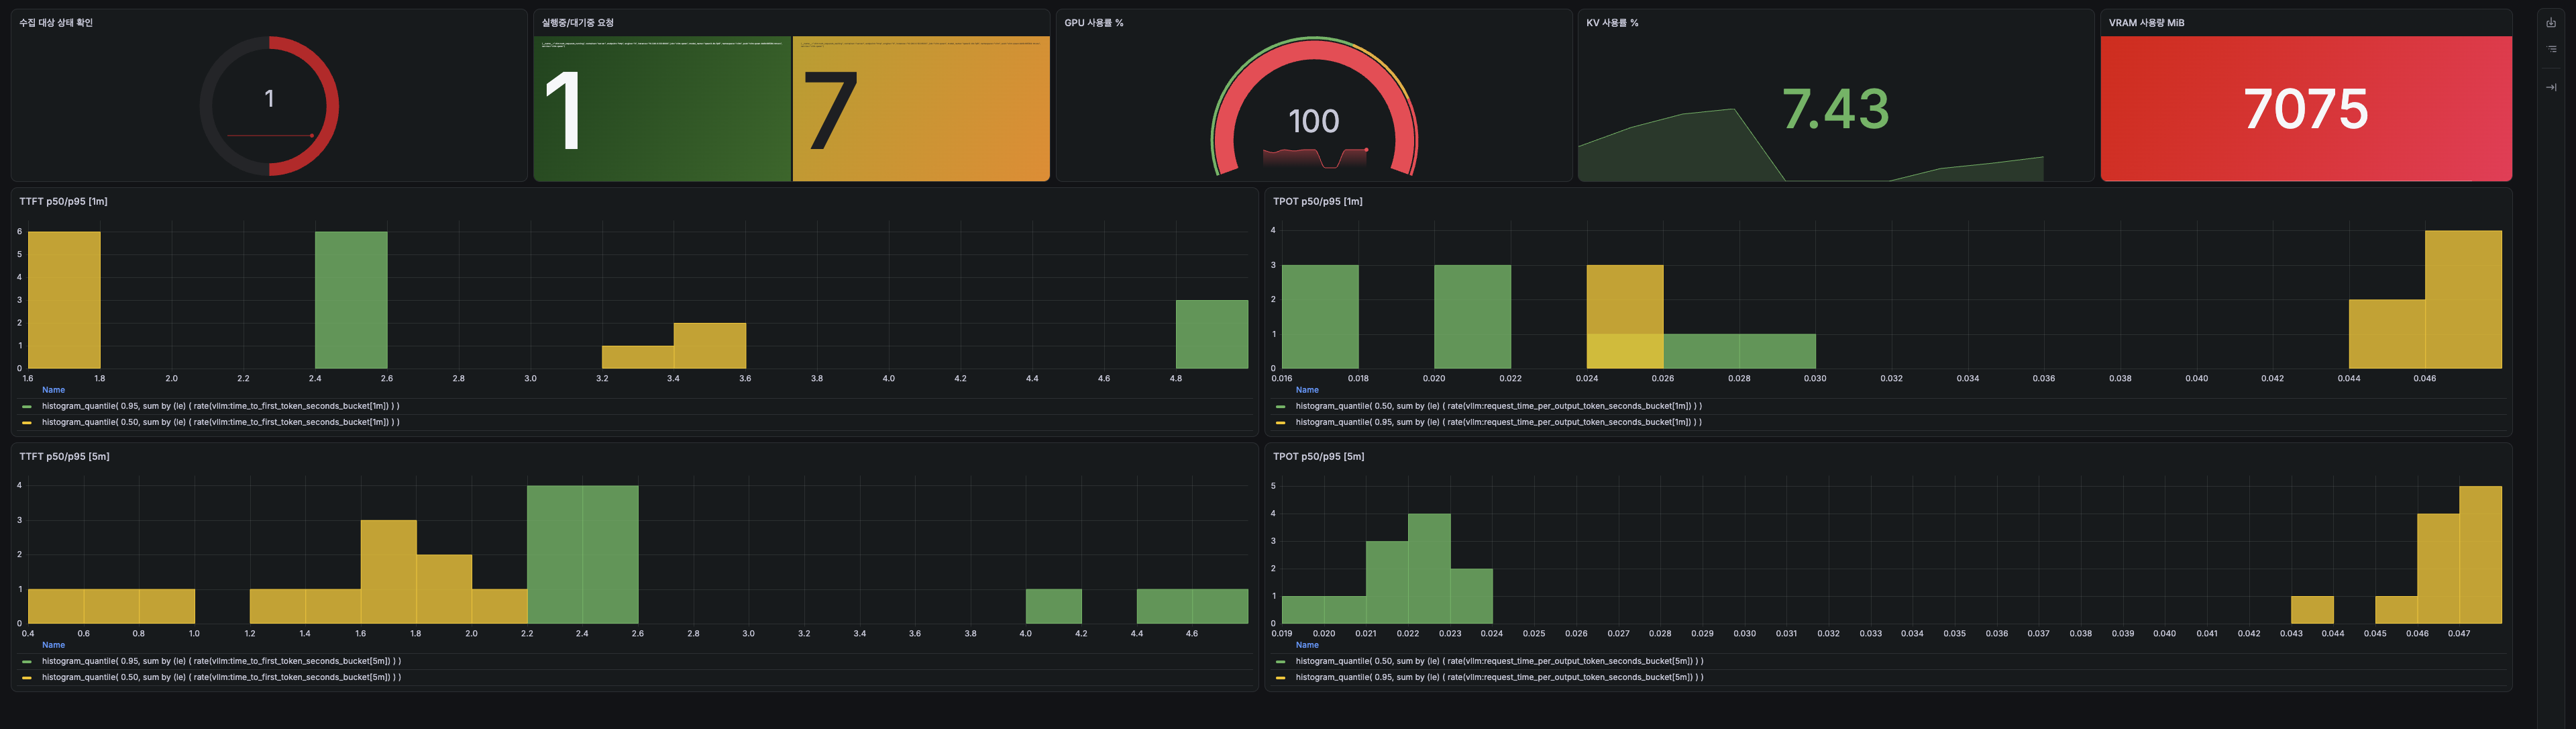 수집 대상 상태 확인
1
실행중/대기중 요청
1
7
GPU 사용률 %
100
KV 사용률 %
7.43
VRAM 사용량 MiB
7075
TTFT p50/p95 [1m]
6
5
4
3
2
1
0
1.6 1.8 2.0 2.2 2.4 2.6 2.8 3.0 3.2 3.4 3.6 3.8 4.0 4.2 4.4 4.6 4.8
Name
histogram_quantile( 0.95, sum by (le) ( rate(vllm:time_to_first_token_seconds_bucket[1m]) ) )
histogram_quantile( 0.50, sum by (le) ( rate(vllm:time_to_first_token_seconds_bucket[1m]) ) )
TPOT p50/p95 [1m]
4
3
2
1
0
0.016 0.018 0.020 0.022 0.024 0.026 0.028 0.030 0.032 0.034 0.036 0.038 0.040 0.042 0.044 0.046
Name
histogram_quantile( 0.50, sum by (le) ( rate(vllm:request_time_per_output_token_seconds_bucket[1m]) ) )
histogram_quantile( 0.95, sum by (le) ( rate(vllm:request_time_per_output_token_seconds_bucket[1m]) ) )
TTFT p50/p95 [5m]
4
3
2
1
0
0.4 0.6 0.8 1.0 1.2 1.4 1.6 1.8 2.0 2.2 2.4 2.6 2.8 3.0 3.2 3.4 3.6 3.8 4.0 4.2 4.4 4.6
Name
histogram_quantile( 0.95, sum by (le) ( rate(vllm:time_to_first_token_seconds_bucket[5m]) ) )
histogram_quantile( 0.50, sum by (le) ( rate(vllm:time_to_first_token_seconds_bucket[5m]) ) )
TPOT p50/p95 [5m]
5
4
3
2
1
0
0.019 0.020 0.021 0.022 0.023 0.024 0.025 0.026 0.027 0.028 0.029 0.030 0.031 0.032 0.033 0.034 0.035 0.036 0.037 0.038 0.039 0.040 0.041 0.042 0.043 0.044 0.045 0.046 0.047
Name
histogram_quantile( 0.50, sum by (le) ( rate(vllm:request_time_per_output_token_seconds_bucket[5m]) ) )
histogram_quantile( 0.95, sum by (le) ( rate(vllm:request_time_per_output_token_seconds_bucket[5m]) ) )